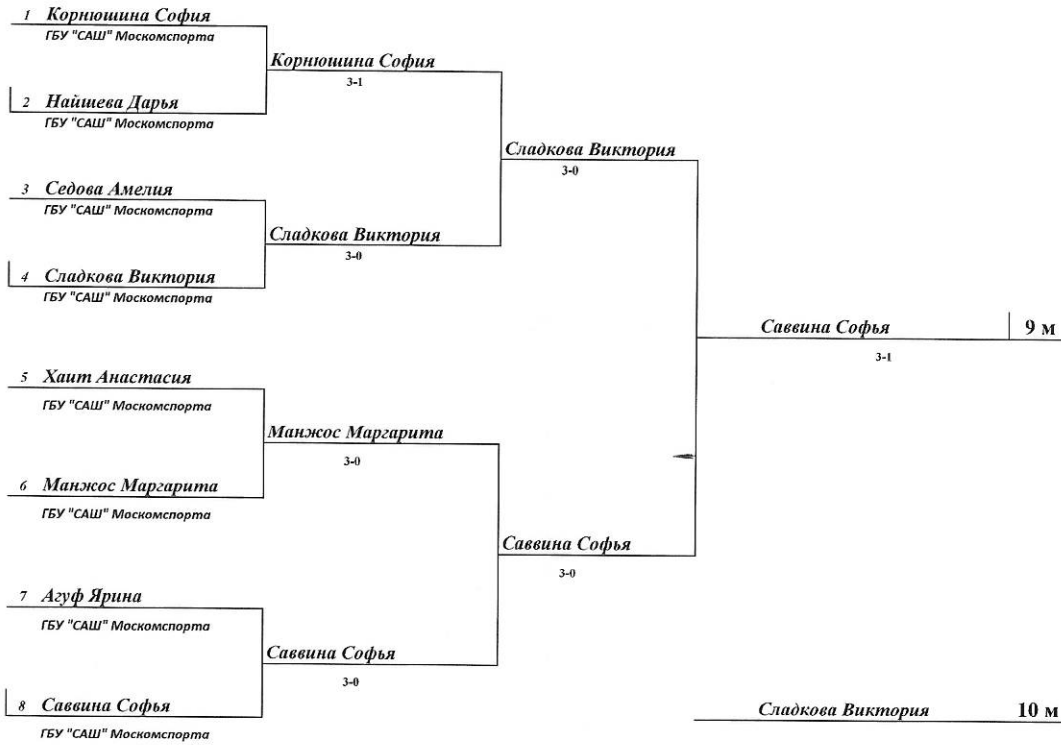 1 Корнюшина София
ГБУ "САШ" Москомспорта
Корнюшина София
3-1
2 Найшева Дарья
ГБУ "САШ" Москомспорта
Сладкова Виктория
3-0
3 Седова Амелия
ГБУ "САШ" Москомспорта
Сладкова Виктория
3-0
4 Сладкова Виктория
ГБУ "САШ" Москомспорта
Саввина Софья 9 м
3-1
5 Хаит Анастасия
ГБУ "САШ" Москомспорта
Манжос Маргарита
3-0
6 Манжос Маргарита
ГБУ "САШ" Москомспорта
Саввина Софья
3-0
7 Агуф Ярина
ГБУ "САШ" Москомспорта
Саввина Софья
3-0
8 Саввина Софья
ГБУ "САШ" Москомспорта
Сладкова Виктория 10 м